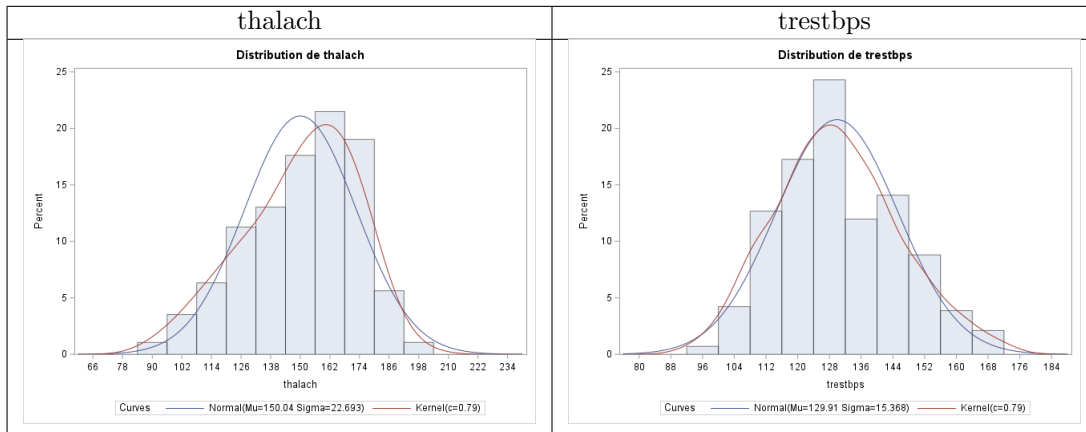 thalach
trestbps
Distribution de thalach
25
20
15
10
5
0
Percent
66 78 90 102 114 126 138 150 162 174 186 198 210 222 234
thalach
Curves Normal(Mu=150.04 Sigma=22.693) Kernel(c=0.79)
Distribution de trestbps
25
20
15
10
5
0
Percent
80 88 96 104 112 120 128 136 144 152 160 168 176 184
trestbps
Curves Normal(Mu=129.91 Sigma=15.368) Kernel(c=0.79)